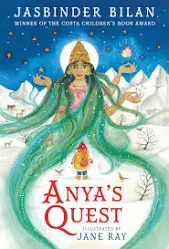 JASBINDER BILAN
WINNER OF THE COSTA CHILDREN'S BOOK AWARD
ANYA'S
QUEST
ILLUSTRATED BY
JANE RAY